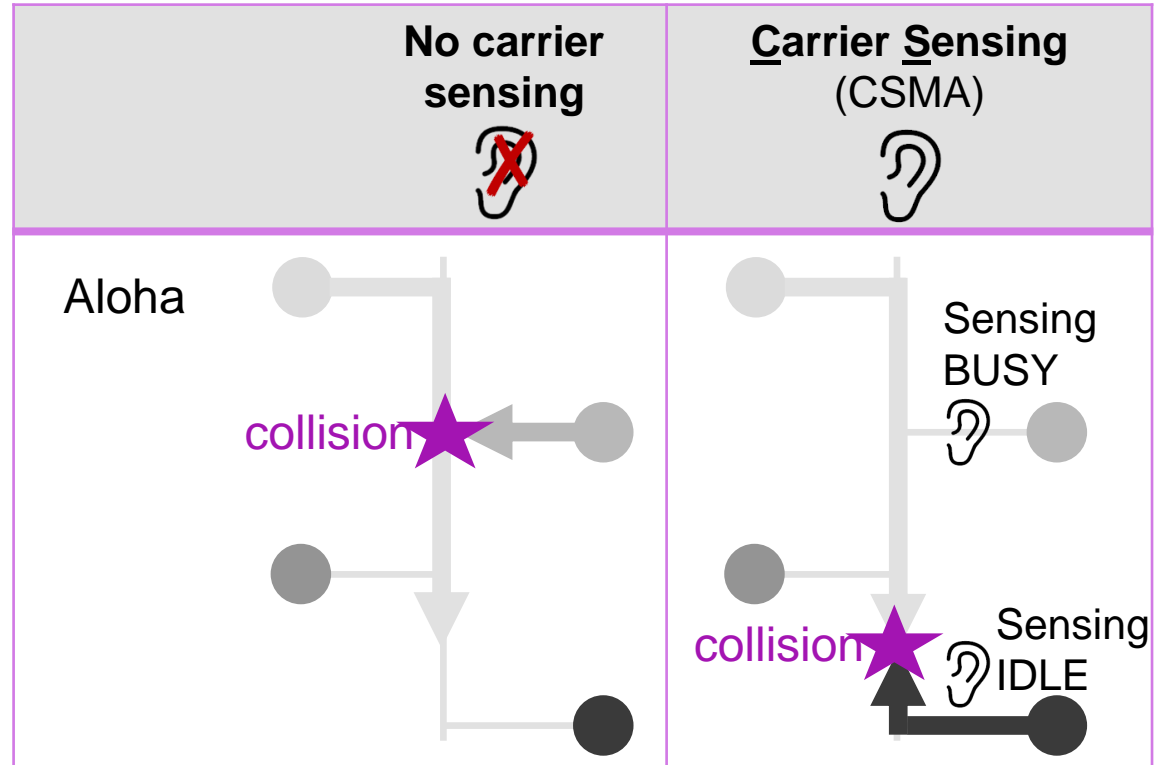 No carrier
sensing
Carrier Sensing
(CSMA)
Aloha
collision
Sensing
BUSY
collision
Sensing
IDLE